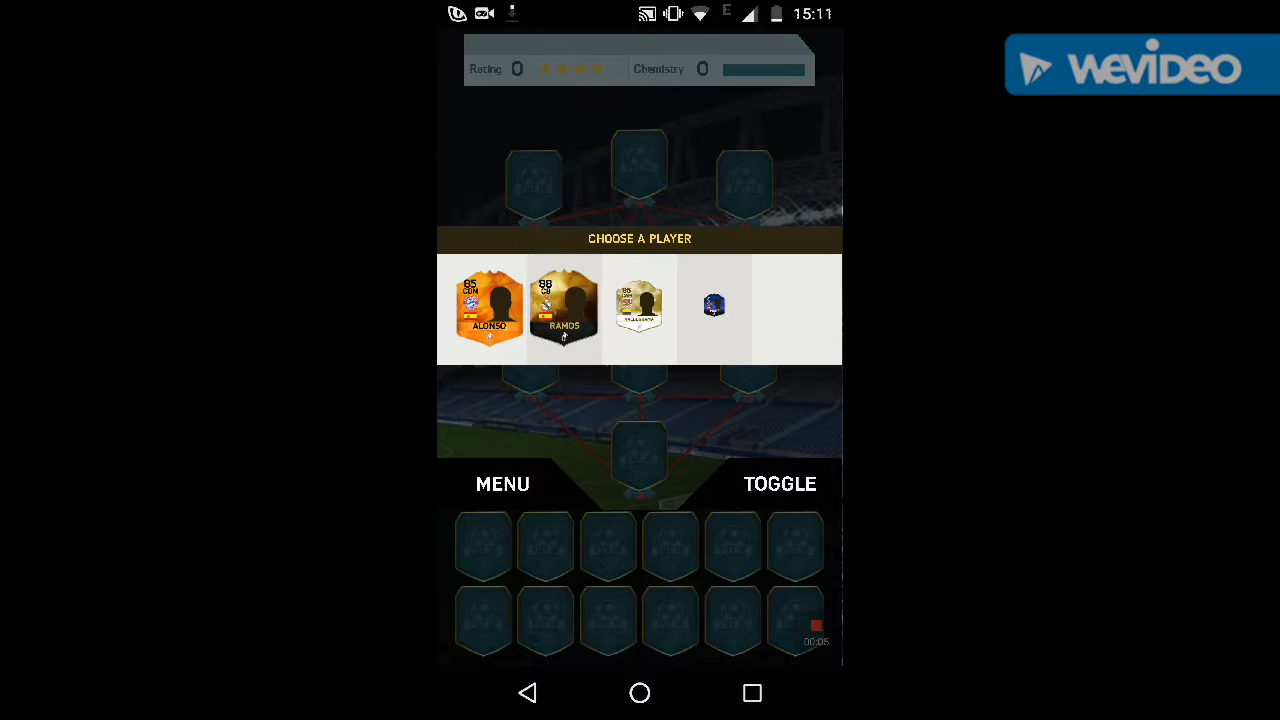 15:11
WEVIDEO
Rating 0
Chemistry 0
CHOOSE A PLAYER
85
CDM
ALONSO
88
CB
RAMOS
86
MENU
TOGGLE
00:05